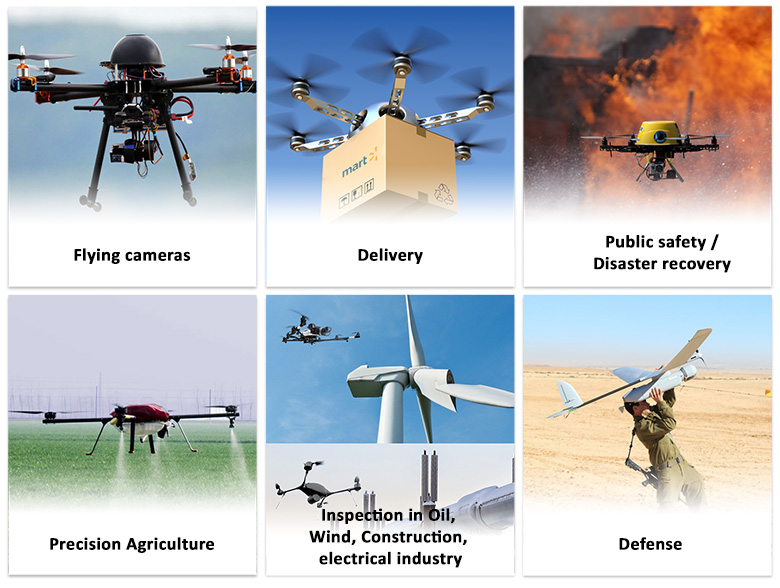 mart
Flying cameras
Delivery
Public safety /
Disaster recovery
Precision Agriculture
Inspection in Oil,
Wind, Construction,
electrical industry
Defense